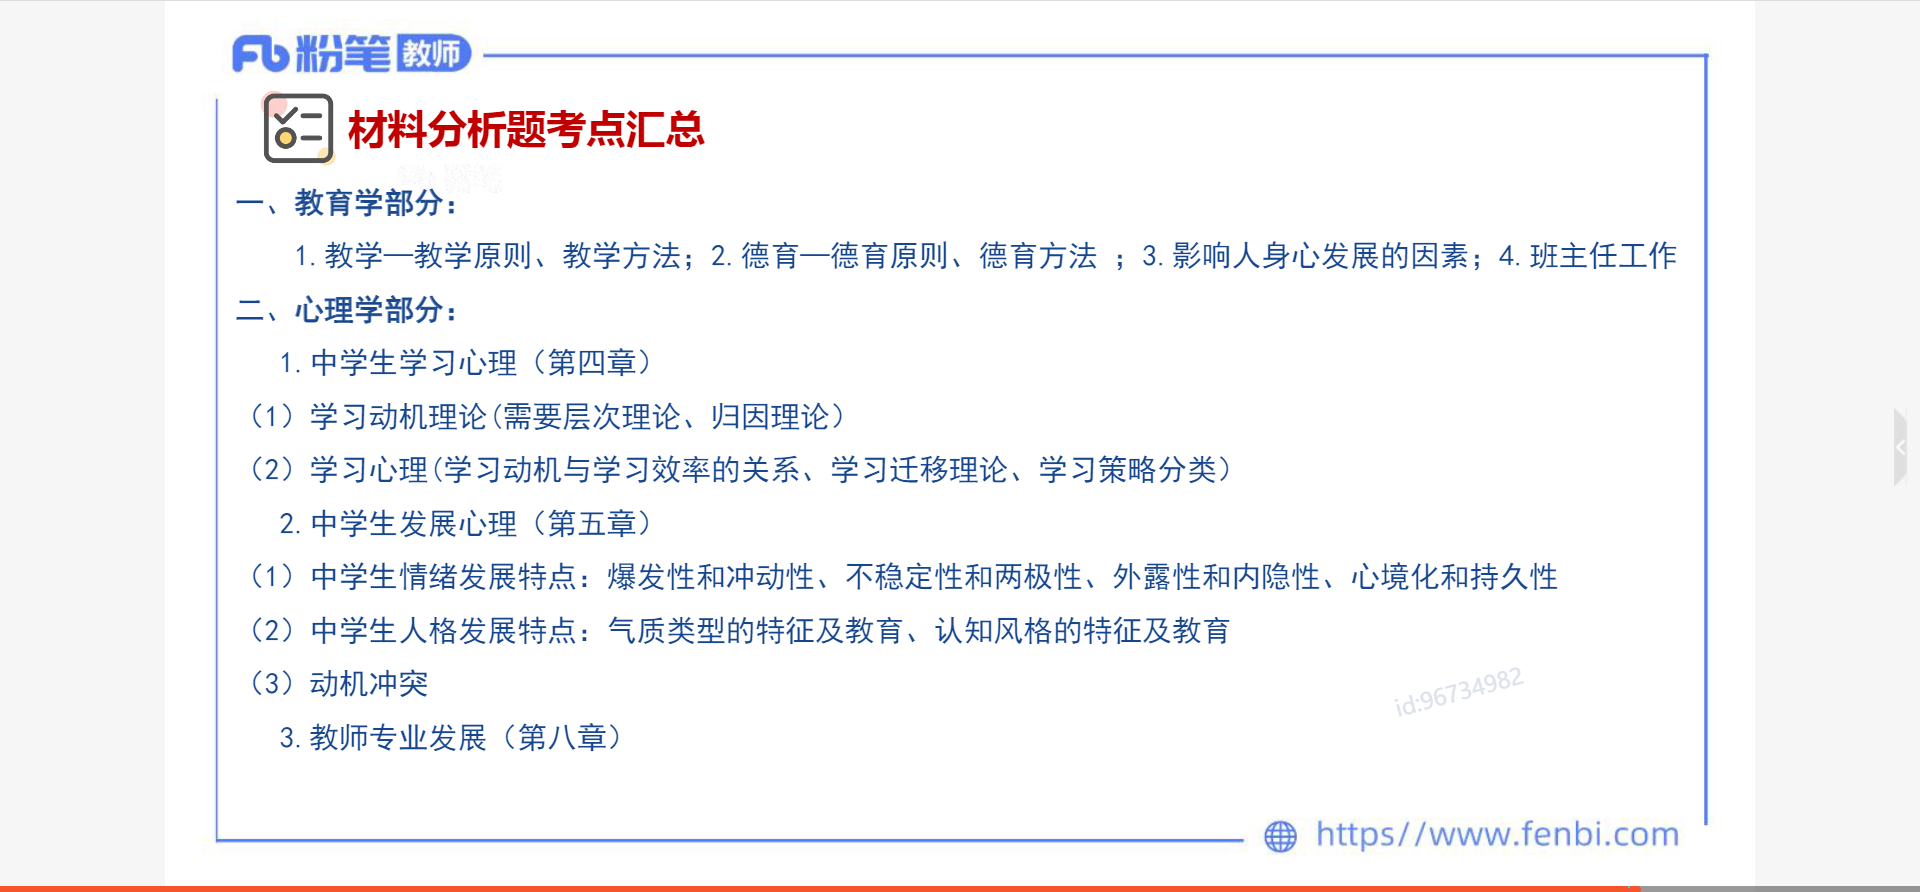 粉笔教师
材料分析题考点汇总
一、教育学部分：
1.教学—教学原则、教学方法；2.德育—德育原则、德育方法 ；3.影响人身心发展的因素；4.班主任工作
二、心理学部分：
1.中学生学习心理（第四章）
（1）学习动机理论(需要层次理论、归因理论）
（2）学习心理(学习动机与学习效率的关系、学习迁移理论、学习策略分类）
2.中学生发展心理（第五章）
（1）中学生情绪发展特点：爆发性和冲动性、不稳定性和两极性、外露性和内隐性、心境化和持久性
（2）中学生人格发展特点：气质类型的特征及教育、认知风格的特征及教育
（3）动机冲突
id:96734982
3.教师专业发展（第八章）
https//www.fenbi.com